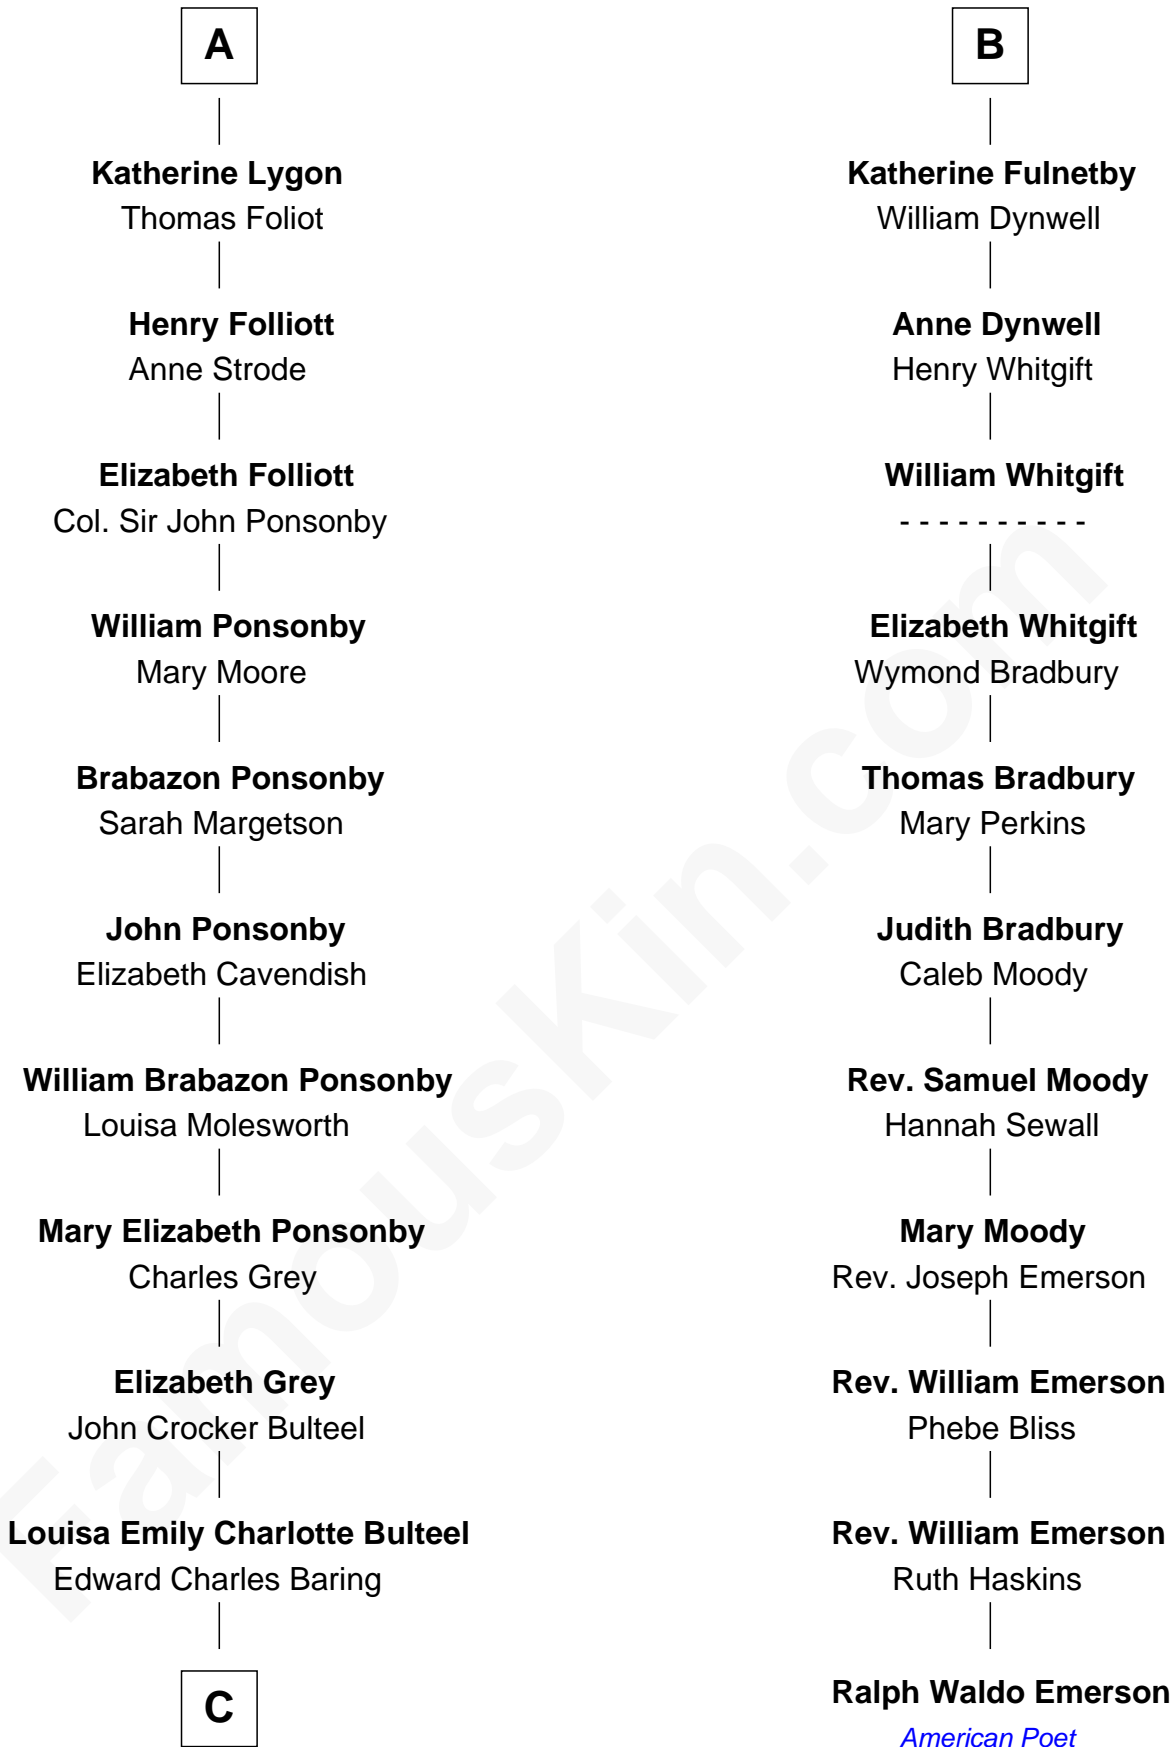 A
Katherine Lygon
Thomas Foliot
Henry Folliott
Anne Strode
Elizabeth Folliott
Col. Sir John Ponsonby
William Ponsonby
Mary Moore
Brabazon Ponsonby
Sarah Margetson
John Ponsonby
Elizabeth Cavendish
William Brabazon Ponsonby
Louisa Molesworth
Mary Elizabeth Ponsonby
Charles Grey
Elizabeth Grey
John Crocker Bulteel
Louisa Emily Charlotte Bulteel
Edward Charles Baring
C
B
Katherine Fulnetby
William Dynwell
Anne Dynwell
Henry Whitgift
William Whitgift
- - - - - - - - - -
Elizabeth Whitgift
Wymond Bradbury
Thomas Bradbury
Mary Perkins
Judith Bradbury
Caleb Moody
Rev. Samuel Moody
Hannah Sewall
Mary Moody
Rev. Joseph Emerson
Rev. William Emerson
Phebe Bliss
Rev. William Emerson
Ruth Haskins
Ralph Waldo Emerson
American Poet
FamousKin.com